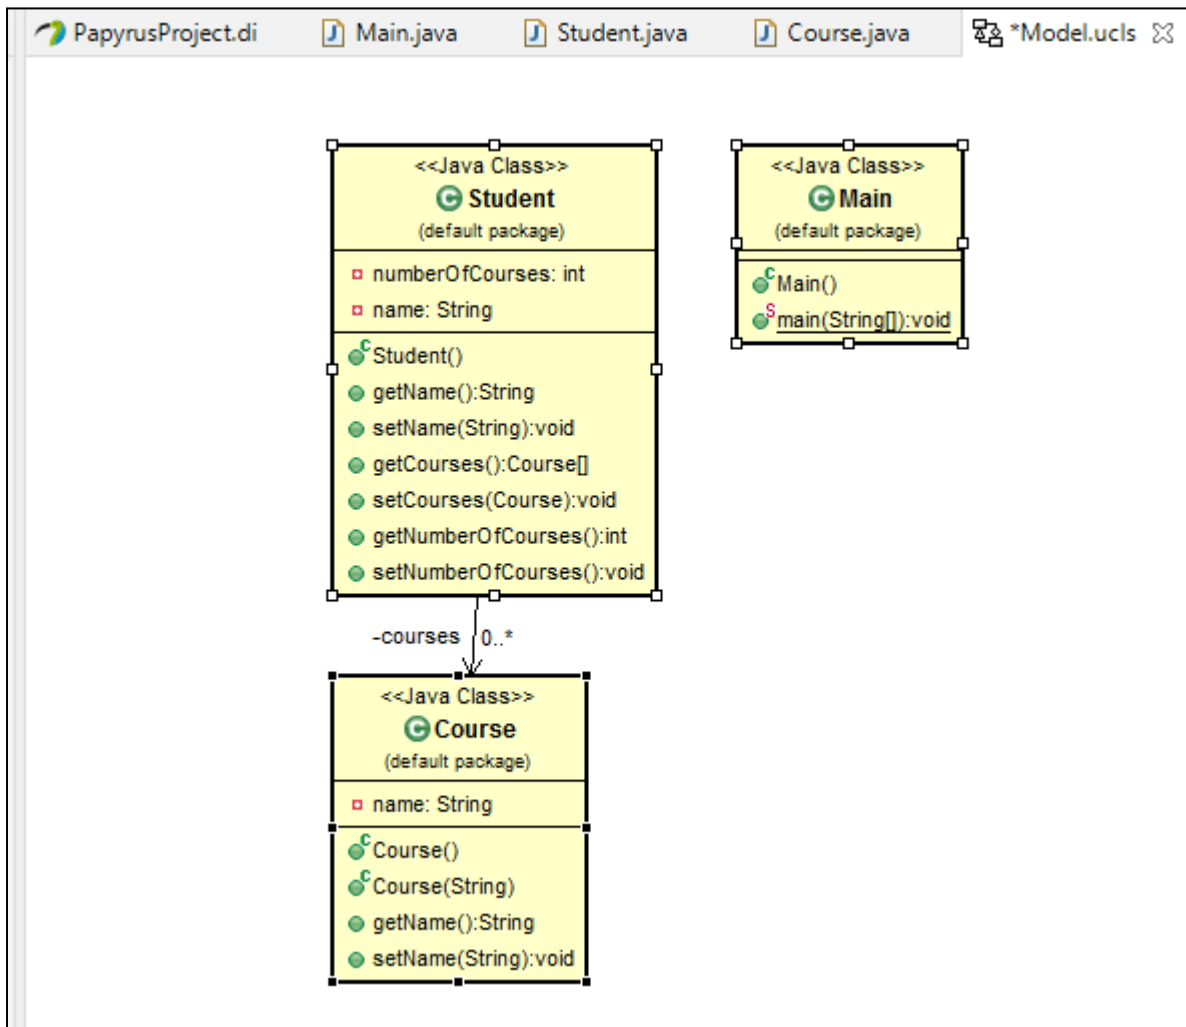 PapyrusProject.di Main.java Student.java Course.java *Model.ucls
<<Java Class>>
Student
(default package)
numberOfCourses: int
name: String
Student()
getName():String
setName(String):void
getCourses():Course[]
setCourses(Course):void
getNumberOfCourses():int
setNumberOfCourses():void
<<Java Class>>
Main
(default package)
Main()
main(String[]):void
-courses 0..*
<<Java Class>>
Course
(default package)
name: String
Course()
Course(String)
getName():String
setName(String):void